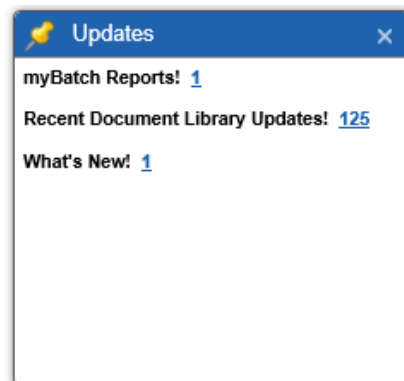 Updates
myBatch Reports! 1
Recent Document Library Updates! 125
What's New! 1